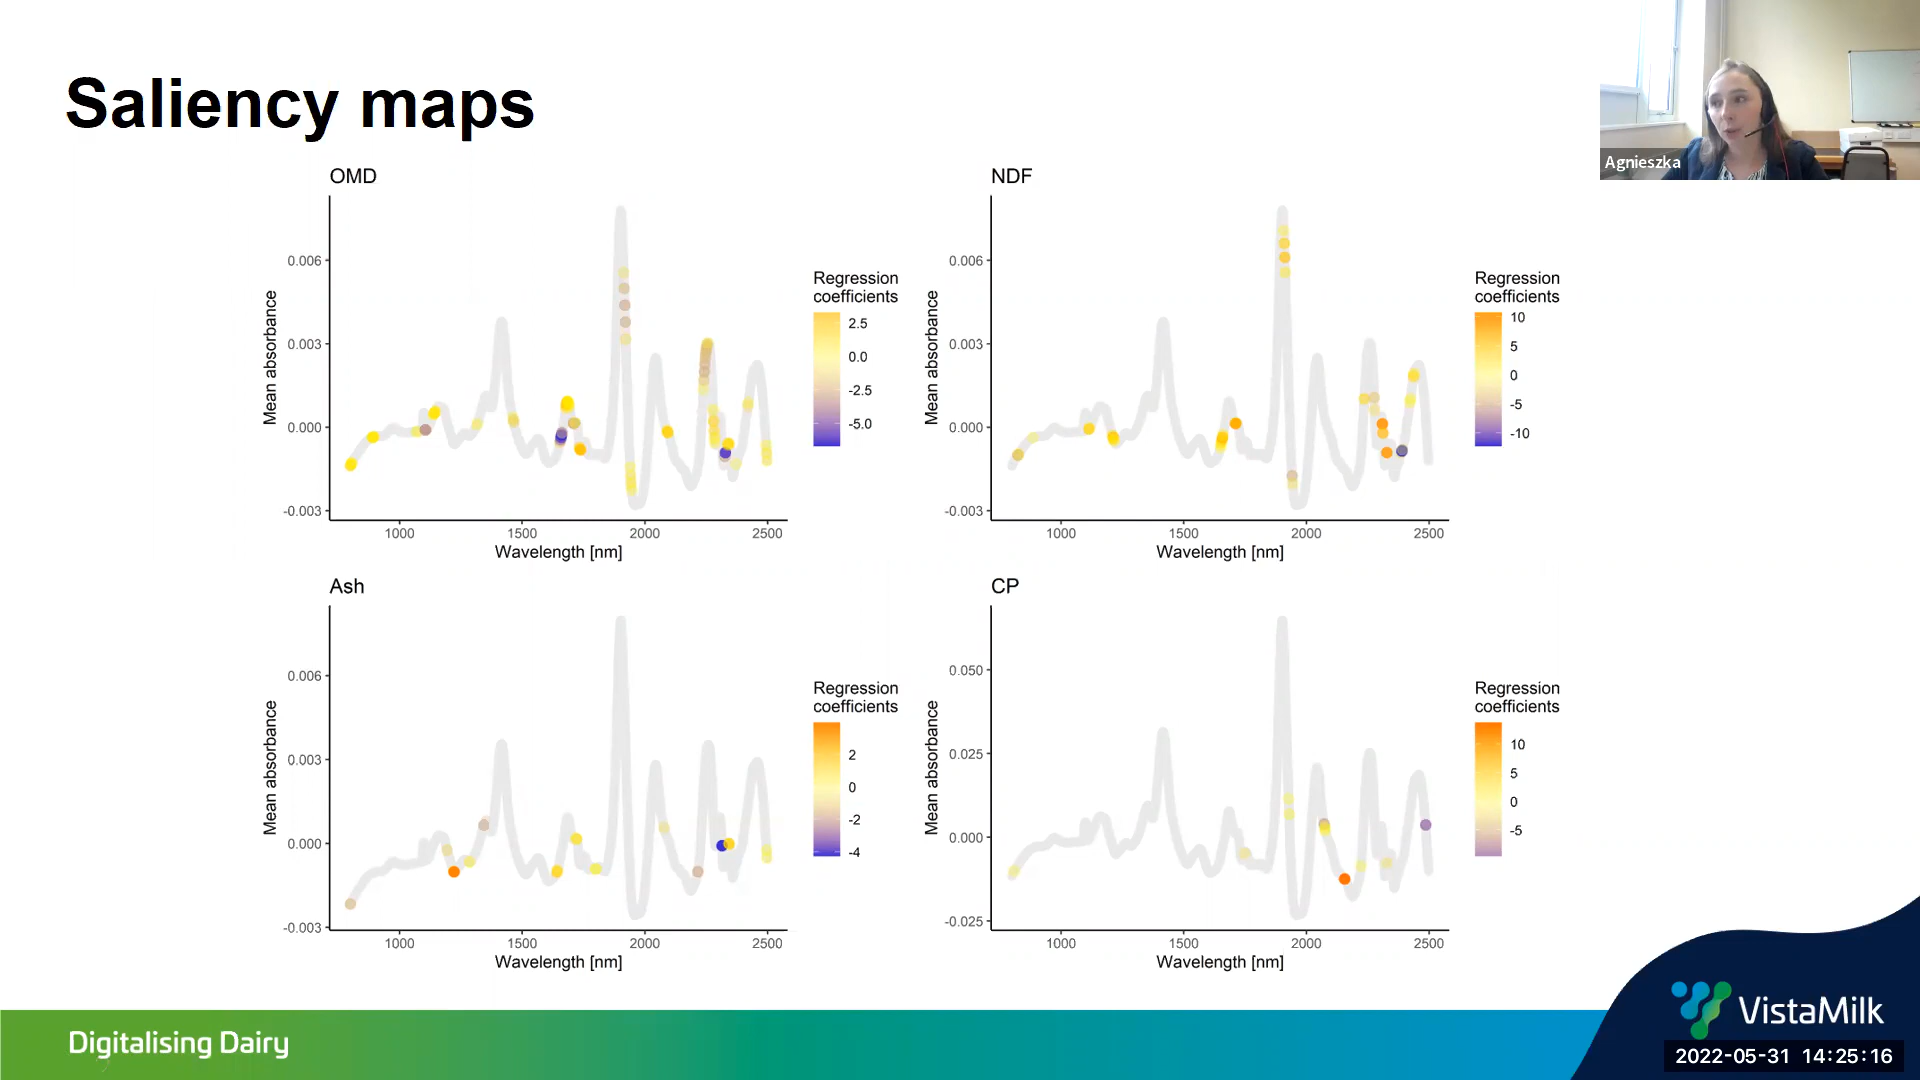 Saliency maps
Agnieszka
OMD
Mean absorbance
0.006
0.003
0.000
-0.003
1000 1500 2000 2500
Wavelength [nm]
Regression
coefficients
2.5
0.0
-2.5
-5.0
NDF
Mean absorbance
0.006
0.003
0.000
-0.003
1000 1500 2000 2500
Wavelength [nm]
Regression
coefficients
10
5
0
-5
-10
Ash
Mean absorbance
0.006
0.003
0.000
-0.003
1000 1500 2000 2500
Wavelength [nm]
Regression
coefficients
2
0
-2
-4
CP
Mean absorbance
0.050
0.025
0.000
-0.025
1000 1500 2000 2500
Wavelength [nm]
Regression
coefficients
10
5
0
-5
Digitalising Dairy
VistaMilk
2022-05-31 14:25:16